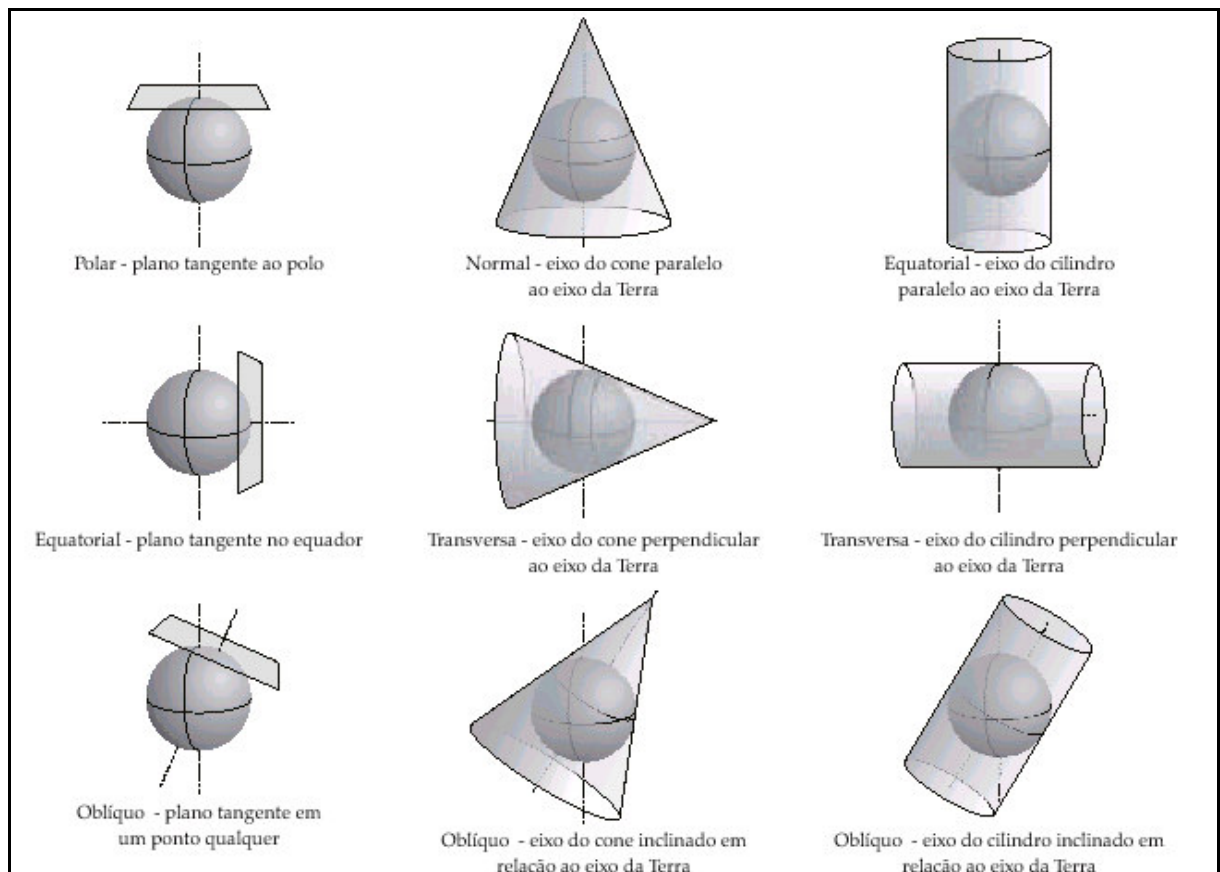 Polar - plano tangente ao polo
Normal - eixo do cone paralelo
ao eixo da Terra
Equatorial - eixo do cilindro
paralelo ao eixo da Terra
Equatorial - plano tangente no equador
Transversa - eixo do cone perpendicular
ao eixo da Terra
Transversa - eixo do cilindro perpendicular
ao eixo da Terra
Oblíquo - plano tangente em
um ponto qualquer
Oblíquo - eixo do cone inclinado em
relação ao eixo da Terra
Oblíquo - eixo do cilindro inclinado em
relação ao eixo da Terra